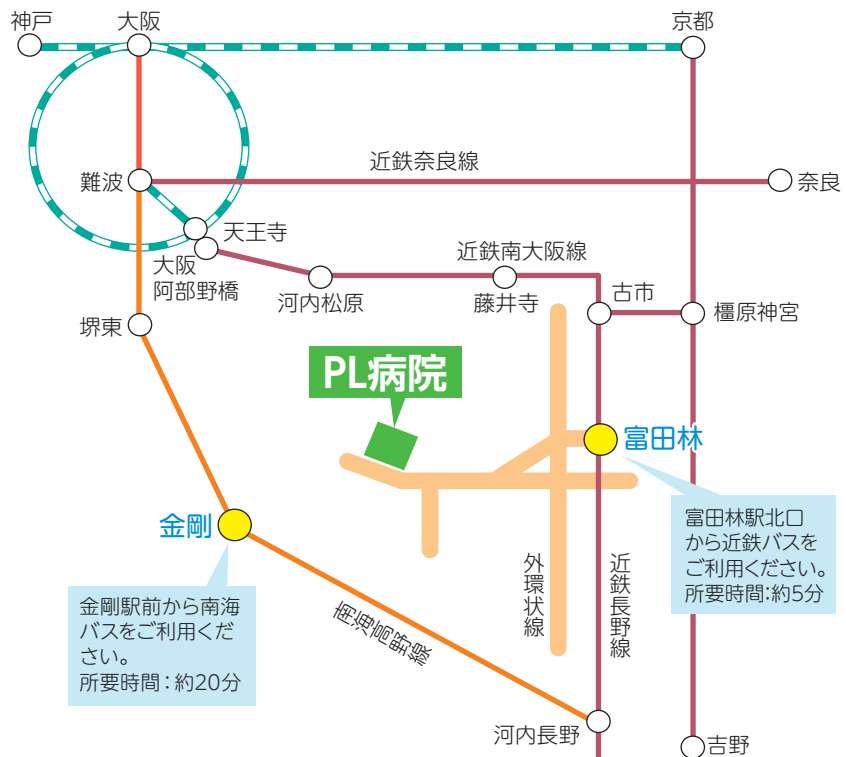 神戸
大阪
京都
近鉄奈良線
難波
奈良
天王寺
大阪
阿部野橋
近鉄南大阪線
河内松原
藤井寺
古市
橿原神宮
堺東
PL病院
富田林
富田林駅北口
から近鉄バスを
ご利用ください。
所要時間:約5分
金剛
金剛駅前から南海
バスをご利用くだ
さい。
所要時間:約20分
外環状線
近鉄長野線
南海高野線
河内長野
吉野